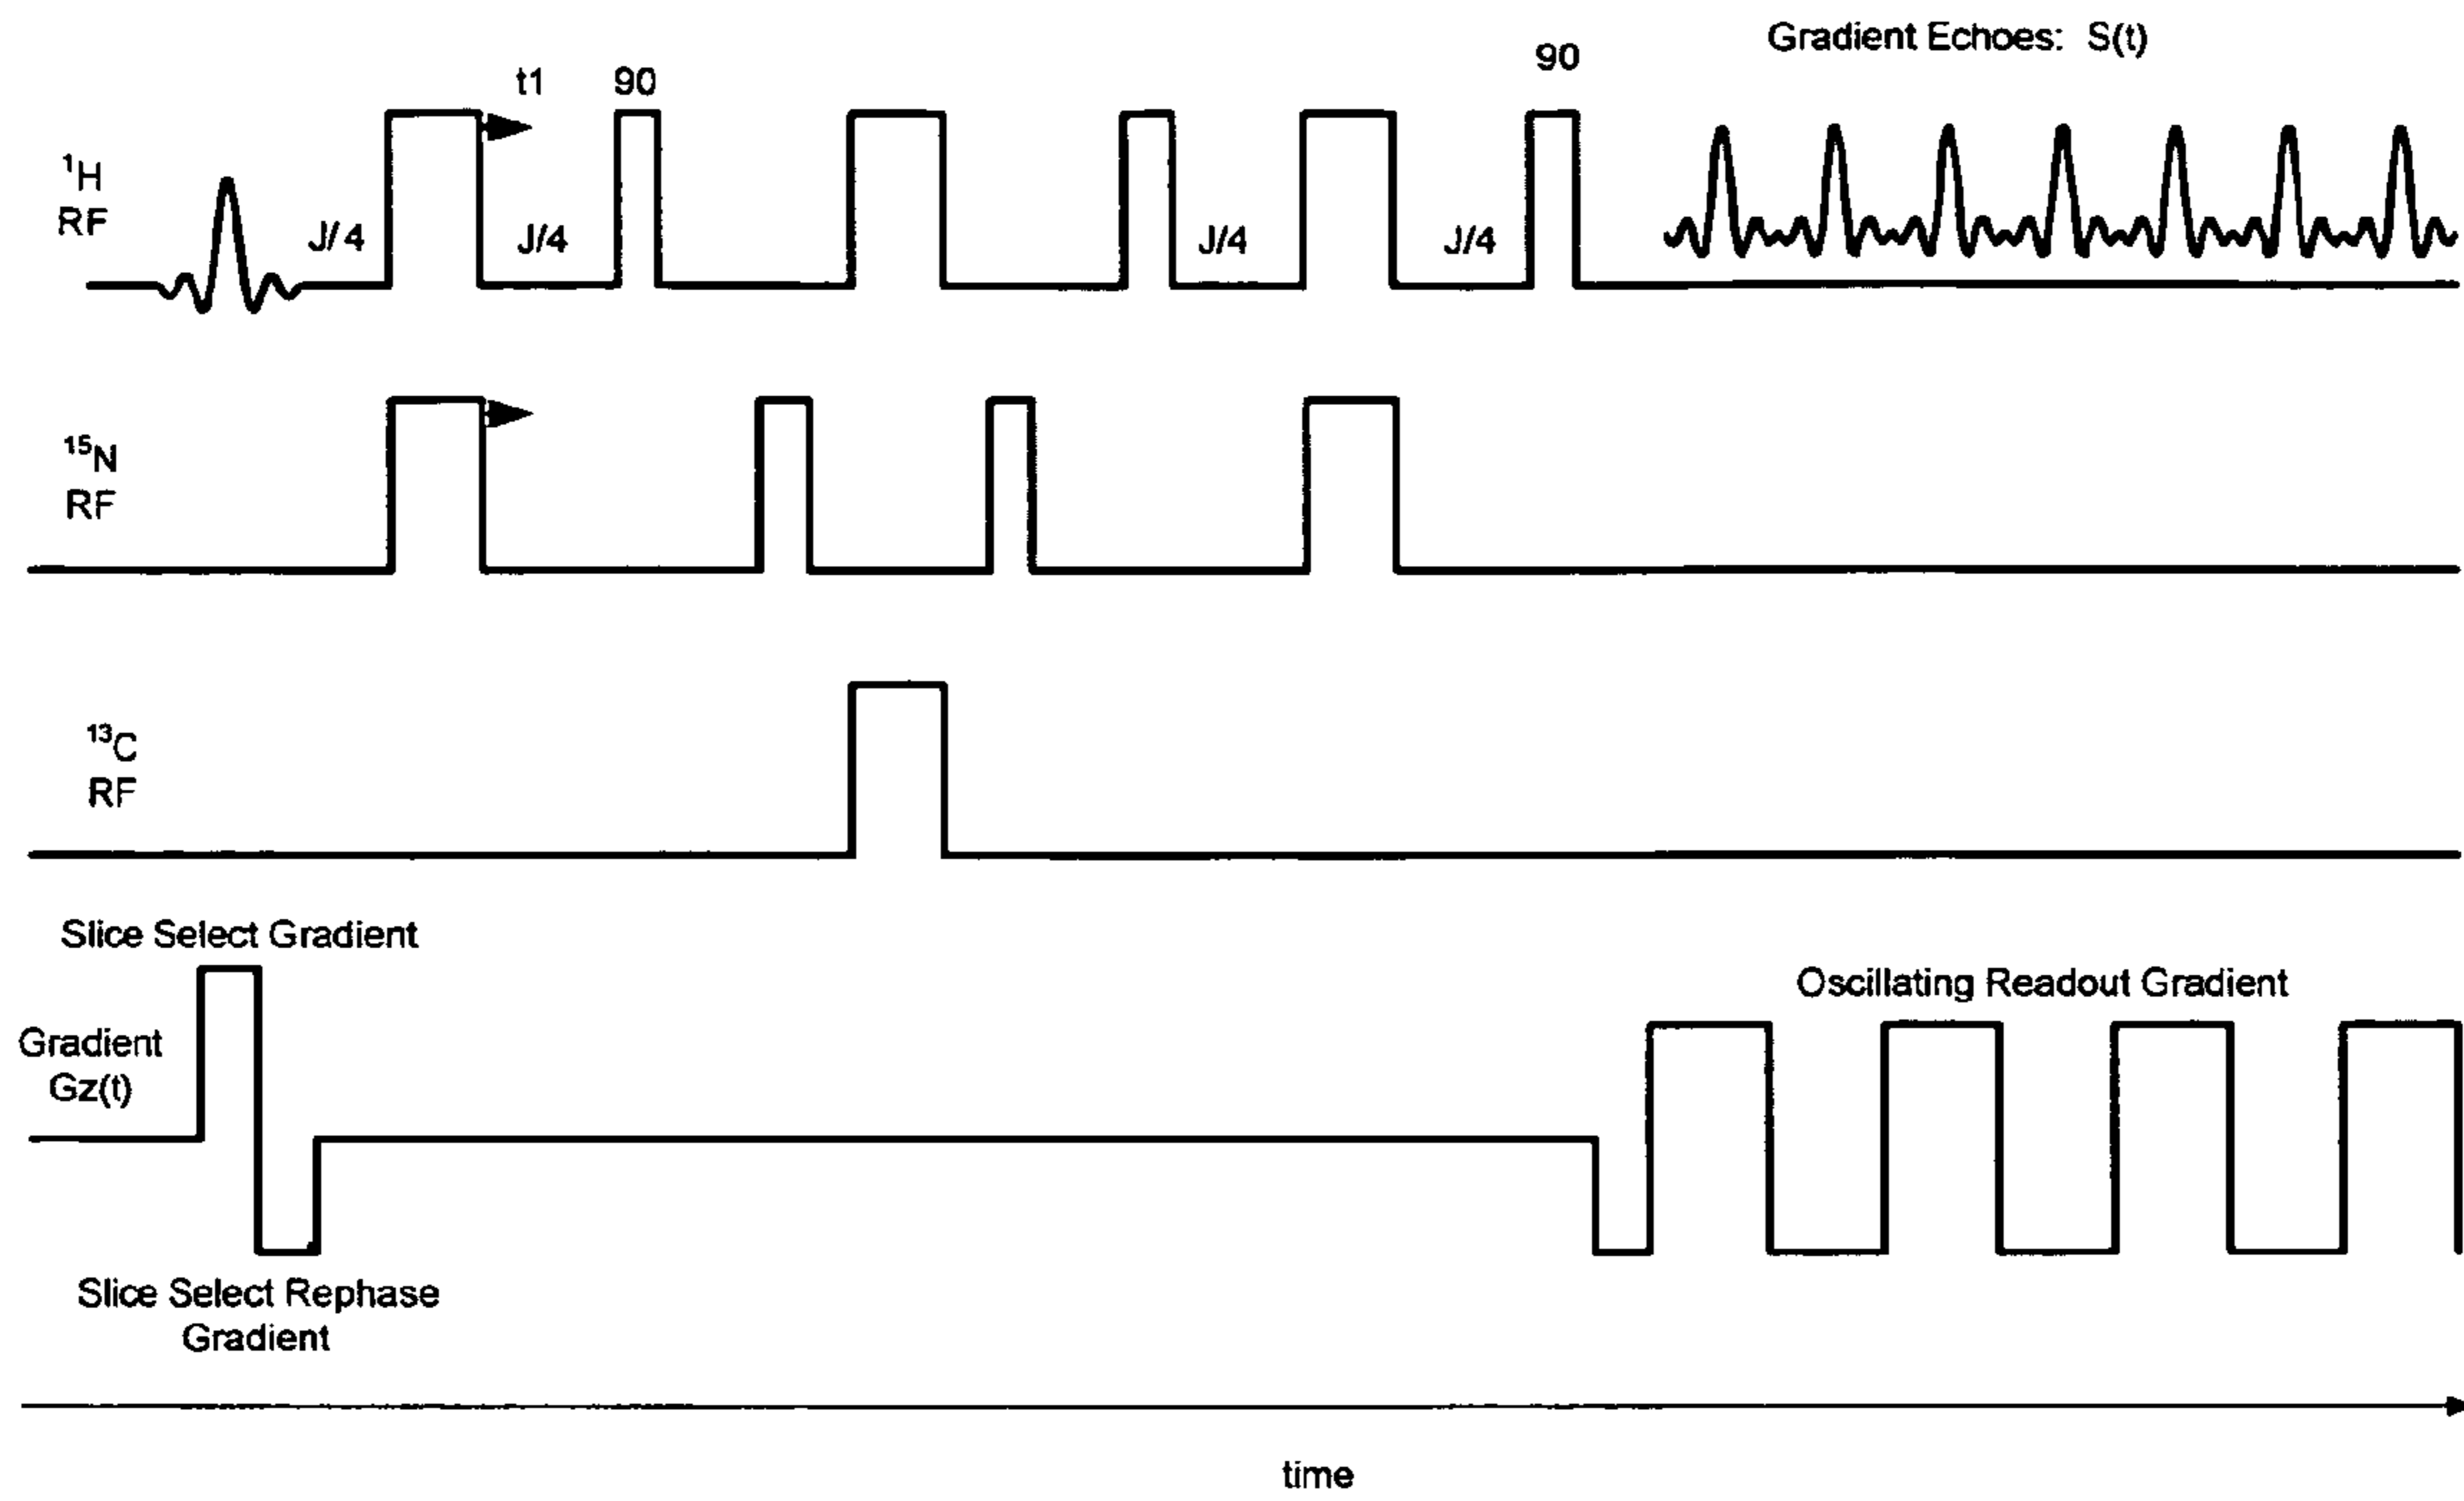 Gradient Echoes: S(t)
t1
90
90
¹H
RF
J/4
J/4
J/4
J/4
¹⁵N
RF
¹³C
RF
Slice Select Gradient
Oscillating Readout Gradient
Gradient
Gz(t)
Slice Select Rephase
Gradient
time